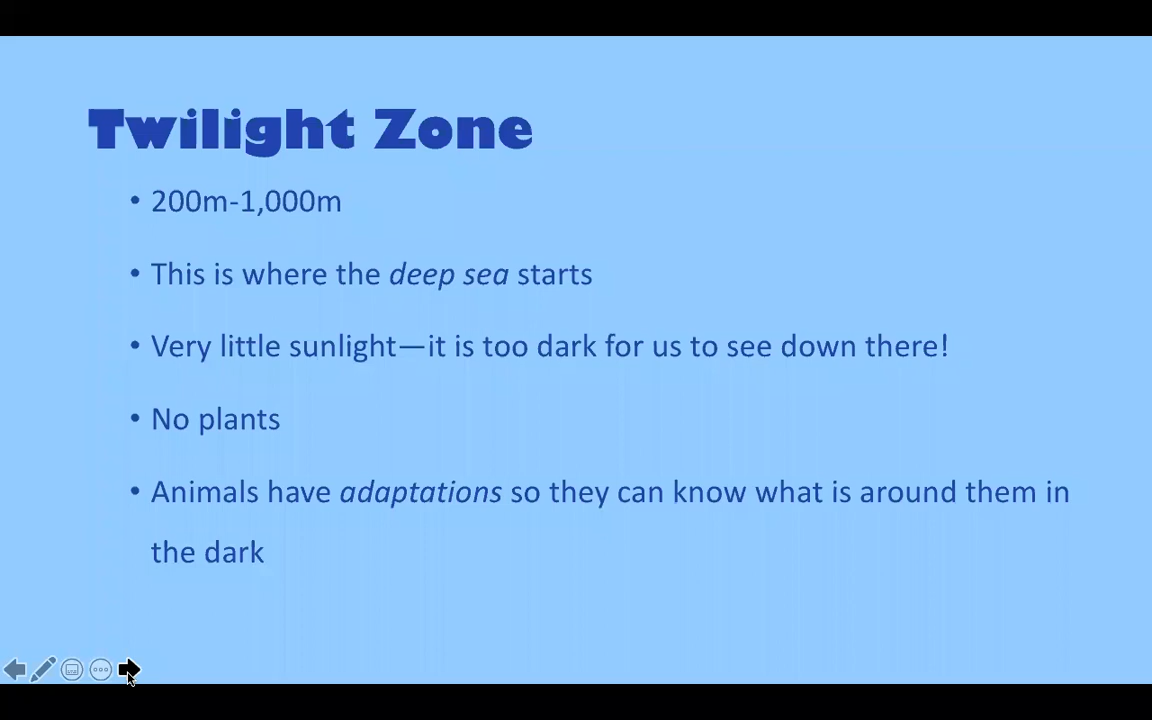 Twilight Zone
• 200m-1,000m
• This is where the deep sea starts
• Very little sunlight—it is too dark for us to see down there!
• No plants
• Animals have adaptations so they can know what is around them in
the dark